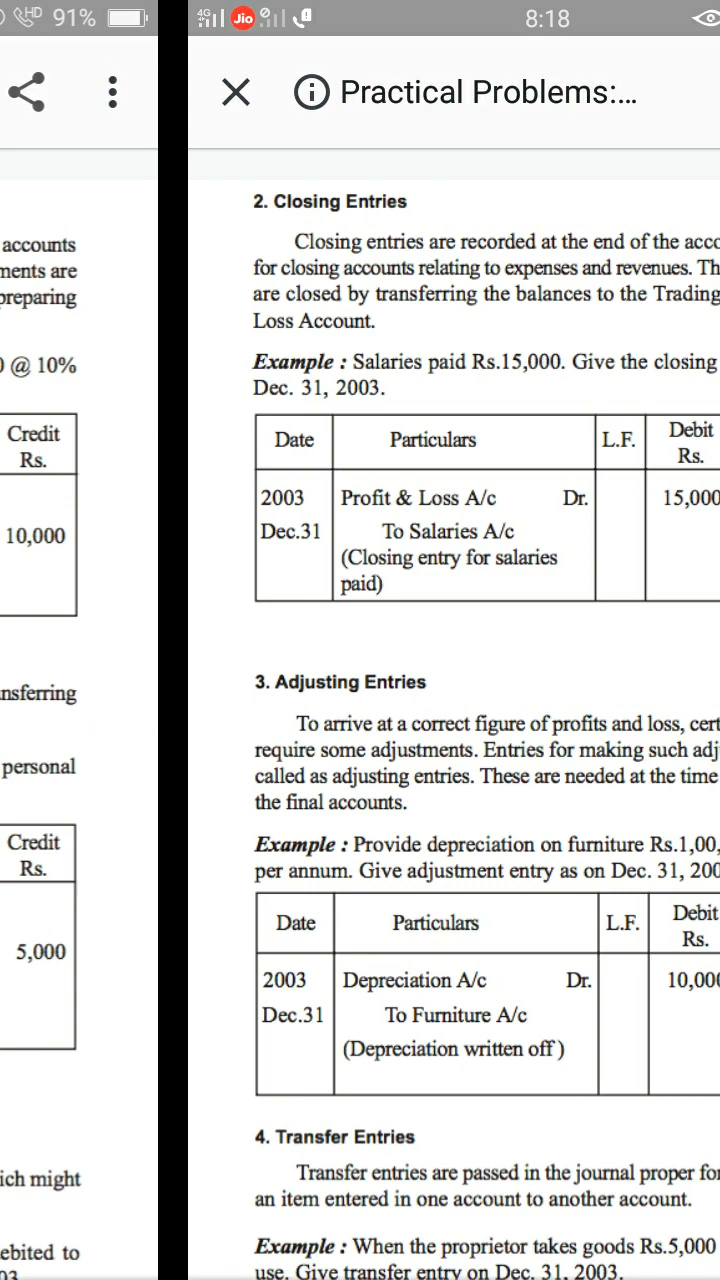 HD 91%
accounts
ments are
preparing
@ 10%
Credit
Rs.
10,000
nsferring
personal
Credit
Rs.
5,000
ich might
ebited to
4G Jio 8:18
Practical Problems:...
2. Closing Entries
Closing entries are recorded at the end of the acco
for closing accounts relating to expenses and revenues. Th
are closed by transferring the balances to the Trading
Loss Account.
Example : Salaries paid Rs.15,000. Give the closing
Dec. 31, 2003.
Date Particulars L.F. Debit
Rs.
2003 Profit & Loss A/c Dr. 15,000
Dec.31 To Salaries A/c
(Closing entry for salaries
paid)
3. Adjusting Entries
To arrive at a correct figure of profits and loss, cert
require some adjustments. Entries for making such adj
called as adjusting entries. These are needed at the time
the final accounts.
Example : Provide depreciation on furniture Rs.1,00,
per annum. Give adjustment entry as on Dec. 31, 200
Date Particulars L.F. Debit
Rs.
2003 Depreciation A/c Dr. 10,000
Dec.31 To Furniture A/c
(Depreciation written off )
4. Transfer Entries
Transfer entries are passed in the journal proper for
an item entered in one account to another account.
Example : When the proprietor takes goods Rs.5,000
use. Give transfer entry on Dec. 31, 2003.